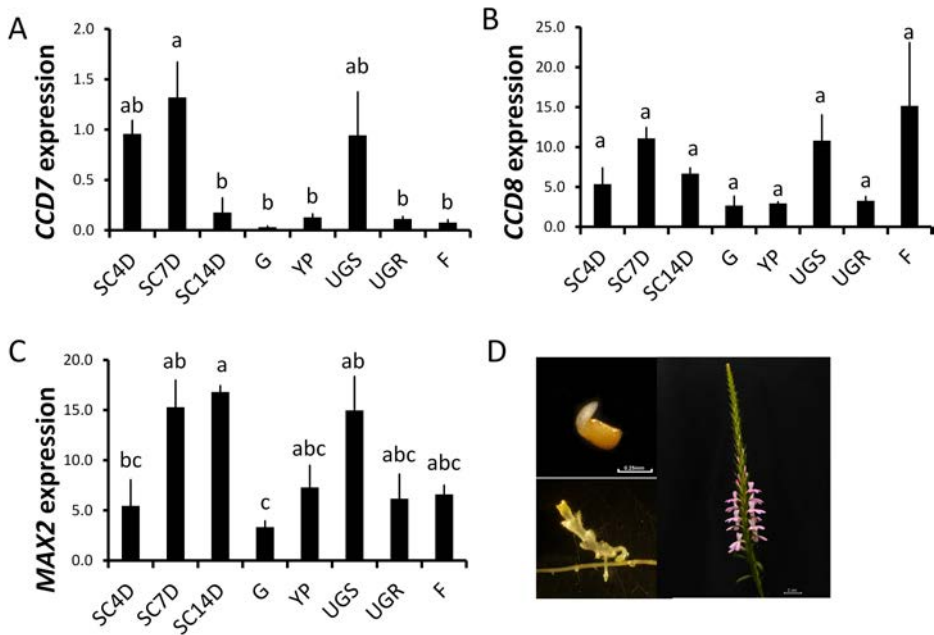 A
CCD7 expression
2.0
1.5
1.0
0.5
0.0
ab
a
b
b
b
ab
b
b
SC4D
SC7D
SC14D
G
YP
UGS
UGR
F
B
CCD8 expression
25.0
20.0
15.0
10.0
5.0
0.0
a
a
a
a
a
a
a
a
SC4D
SC7D
SC14D
G
YP
UGS
UGR
F
C
MAX2 expression
20.0
15.0
10.0
5.0
0.0
bc
ab
a
c
abc
ab
abc
abc
SC4D
SC7D
SC14D
G
YP
UGS
UGR
F
D
0.25mm